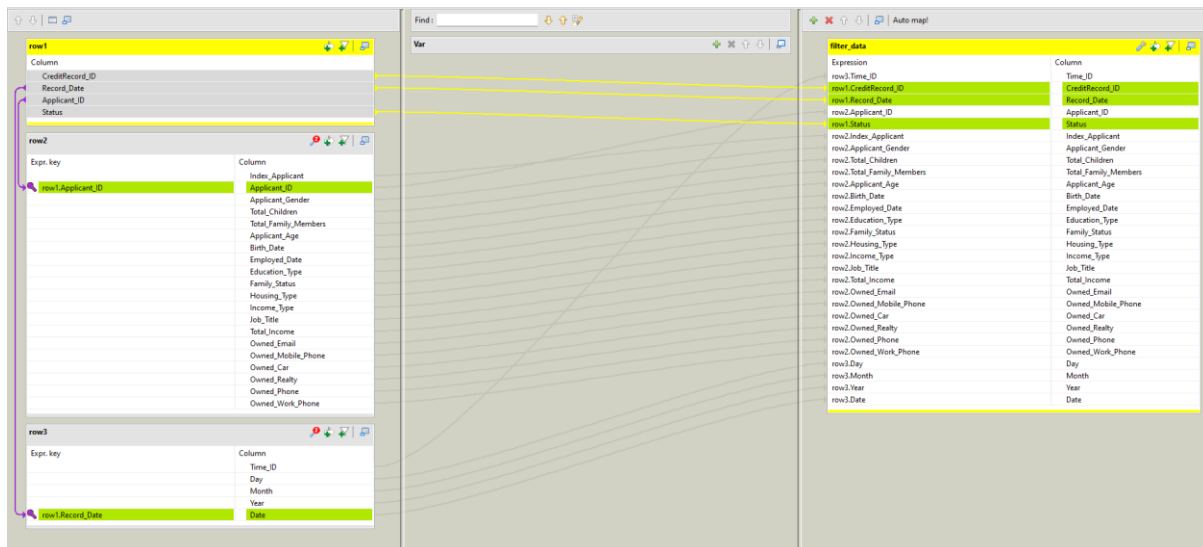 Find :
Auto map!
row1
Column
CreditRecord_ID
Record_Date
Applicant_ID
Status
row2
Expr. key Column
Index_Applicant
row1.Applicant_ID Applicant_ID
Applicant_Gender
Total_Children
Total_Family_Members
Applicant_Age
Birth_Date
Employed_Date
Education_Type
Family_Status
Housing_Type
Income_Type
Job_Title
Total_Income
Owned_Email
Owned_Mobile_Phone
Owned_Car
Owned_Realty
Owned_Phone
Owned_Work_Phone
row3
Expr. key Column
Time_ID
Day
Month
Year
row1.Record_Date Date
Var
filter_data
Expression Column
row3.Time_ID Time_ID
row1.CreditRecord_ID CreditRecord_ID
row1.Record_Date Record_Date
row2.Applicant_ID Applicant_ID
row1.Status Status
row2.Index_Applicant Index_Applicant
row2.Applicant_Gender Applicant_Gender
row2.Total_Children Total_Children
row2.Total_Family_Members Total_Family_Members
row2.Applicant_Age Applicant_Age
row2.Birth_Date Birth_Date
row2.Employed_Date Employed_Date
row2.Education_Type Education_Type
row2.Family_Status Family_Status
row2.Housing_Type Housing_Type
row2.Income_Type Income_Type
row2.Job_Title Job_Title
row2.Total_Income Total_Income
row2.Owned_Email Owned_Email
row2.Owned_Mobile_Phone Owned_Mobile_Phone
row2.Owned_Car Owned_Car
row2.Owned_Realty Owned_Realty
row2.Owned_Phone Owned_Phone
row2.Owned_Work_Phone Owned_Work_Phone
row3.Day Day
row3.Month Month
row3.Year Year
row3.Date Date